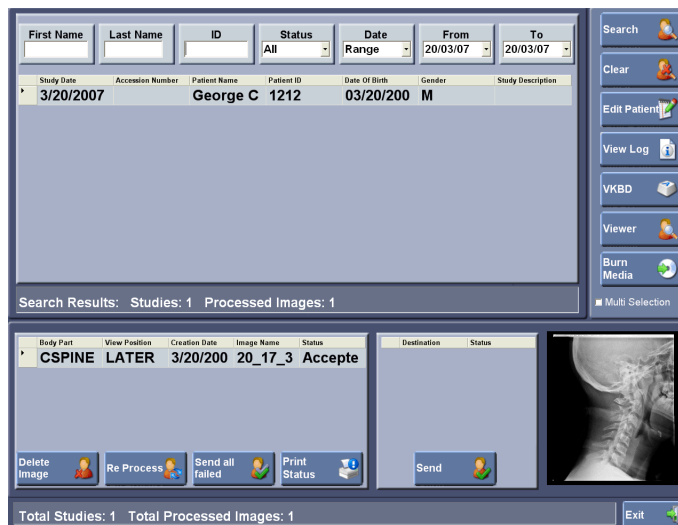 First Name Last Name ID Status Date From To
All Range 20/03/07 20/03/07
Study Date Accession Number Patient Name Patient ID Date Of Birth Gender Study Description
3/20/2007 George C 1212 03/20/200 M
Search Results: Studies: 1 Processed Images: 1
Search
Clear
Edit Patient
View Log
VKBD
Viewer
Burn
Media
Multi Selection
Body Part View Position Creation Date Image Name Status
CSPINE LATER 3/20/200 20_17_3 Accepte
Destination Status
Delete
Image
Re Process
Send all
failed
Print
Status
Send
Total Studies: 1 Total Processed Images: 1
Exit